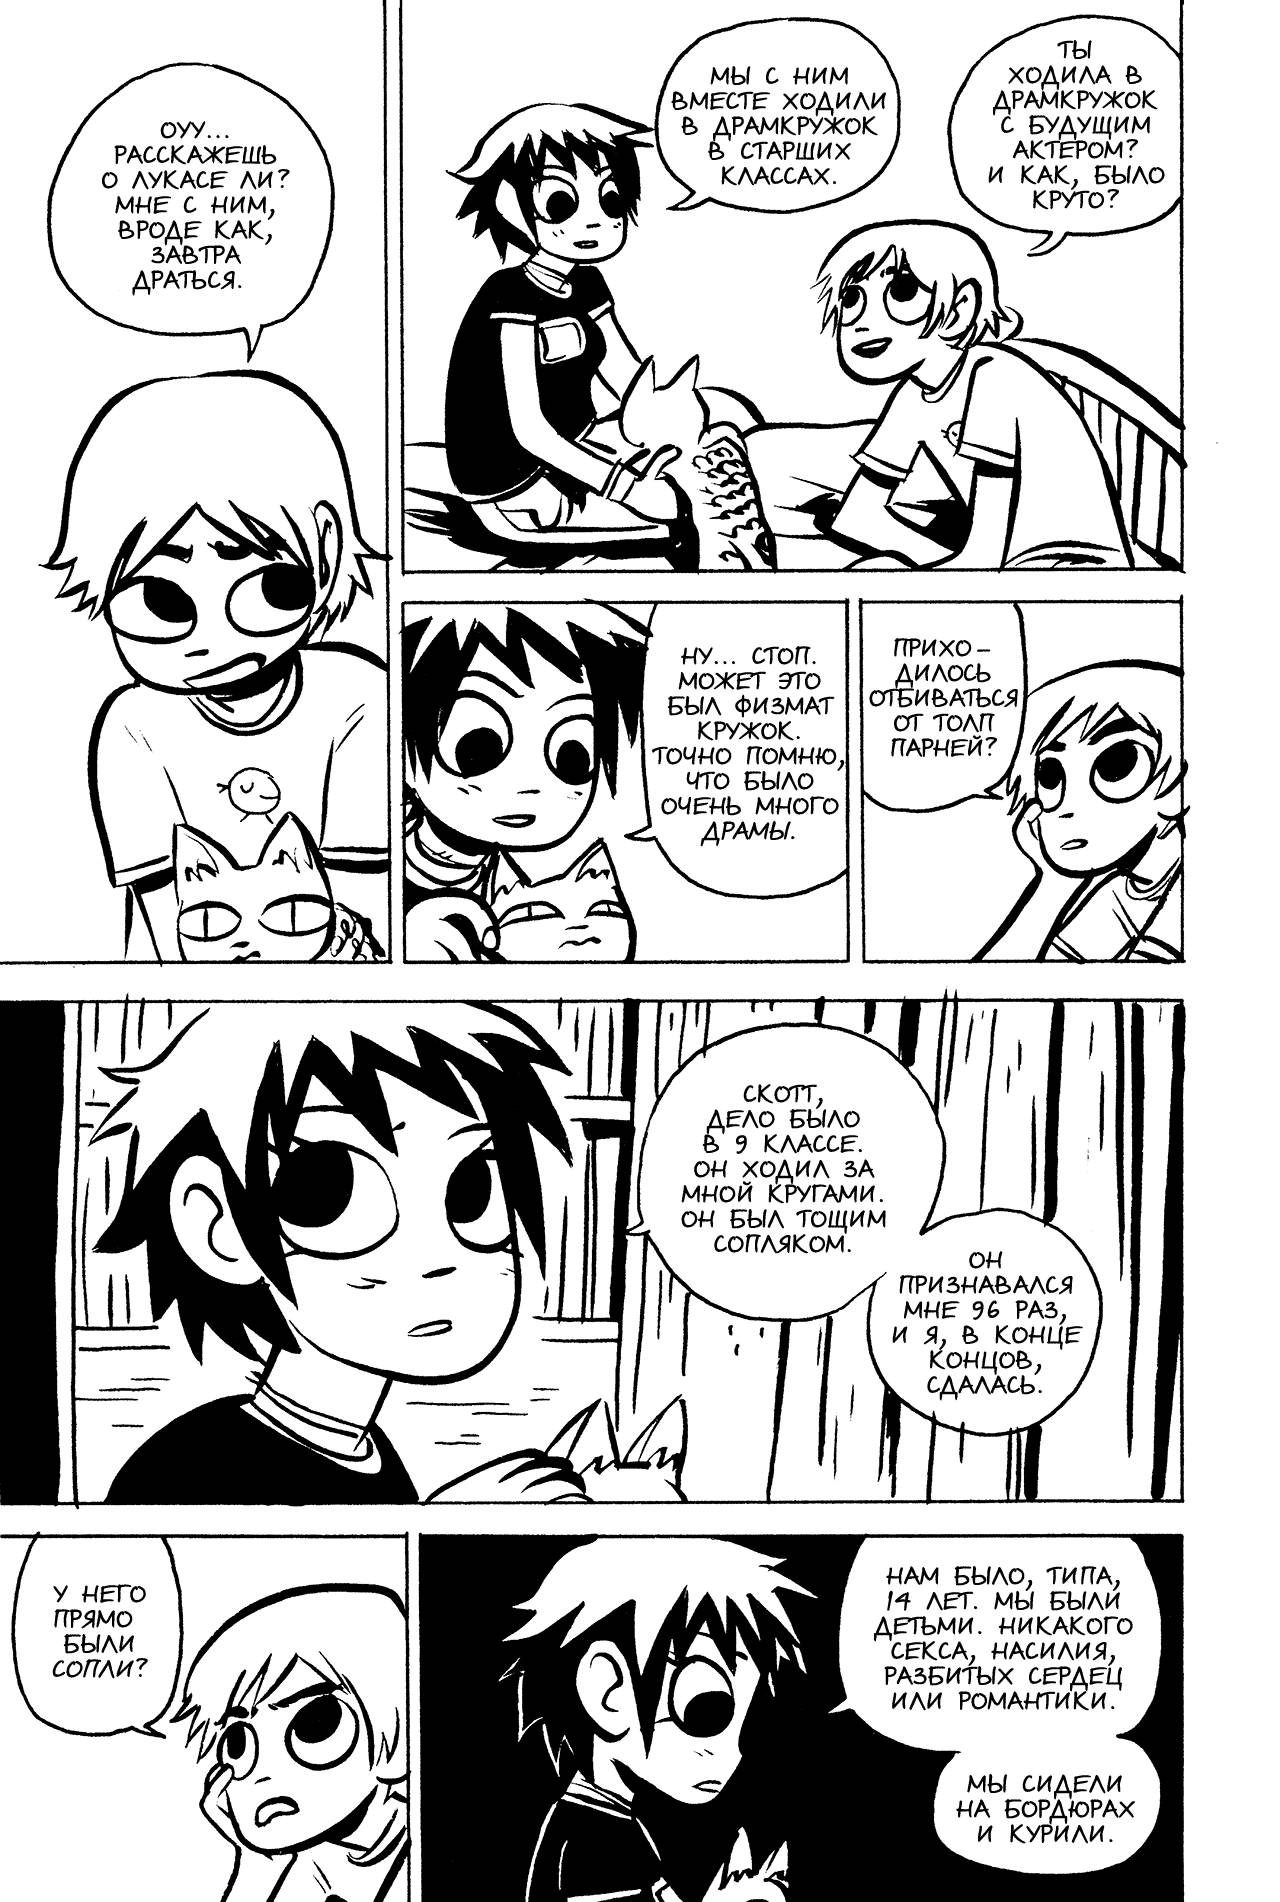 ОУУ...
РАССКАЖЕШЬ
О ЛУКАСЕ ЛИ?
МНЕ С НИМ,
ВРОДЕ КАК,
ЗАВТРА
ДРАТЬСЯ.
МЫ С НИМ
ВМЕСТЕ ХОДИЛИ
В ДРАМКРУЖОК
В СТАРШИХ
КЛАССАХ.
ТЫ
ХОДИЛА В
ДРАМКРУЖОК
С БУДУЩИМ
АКТЕРОМ?
И КАК, БЫЛО
КРУТО?
НУ... СТОП.
МОЖЕТ ЭТО
БЫЛ ФИЗМАТ
КРУЖОК.
ТОЧНО ПОМНЮ,
ЧТО БЫЛО
ОЧЕНЬ МНОГО
ДРАМЫ.
ПРИХО-
ДИЛОСЬ
ОТБИВАТЬСЯ
ОТ ТОЛП
ПАРНЕЙ?
СКОТТ,
ДЕЛО БЫЛО
В 9 КЛАССЕ.
ОН ХОДИЛ ЗА
МНОЙ КРУГАМИ.
ОН БЫЛ ТОЩИМ
СОПЛЯКОМ.
ОН
ПРИЗНАВАЛСЯ
МНЕ 96 РАЗ,
И Я, В КОНЦЕ
КОНЦОВ,
СДАЛАСЬ.
У НЕГО
ПРЯМО
БЫЛИ
СОПЛИ?
НАМ БЫЛО, ТИПА,
14 ЛЕТ. МЫ БЫЛИ
ДЕТЬМИ. НИКАКОГО
СЕКСА, НАСИЛИЯ,
РАЗБИТЫХ СЕРДЕЦ
ИЛИ РОМАНТИКИ.
МЫ СИДЕЛИ
НА БОРДЮРАХ
И КУРИЛИ.